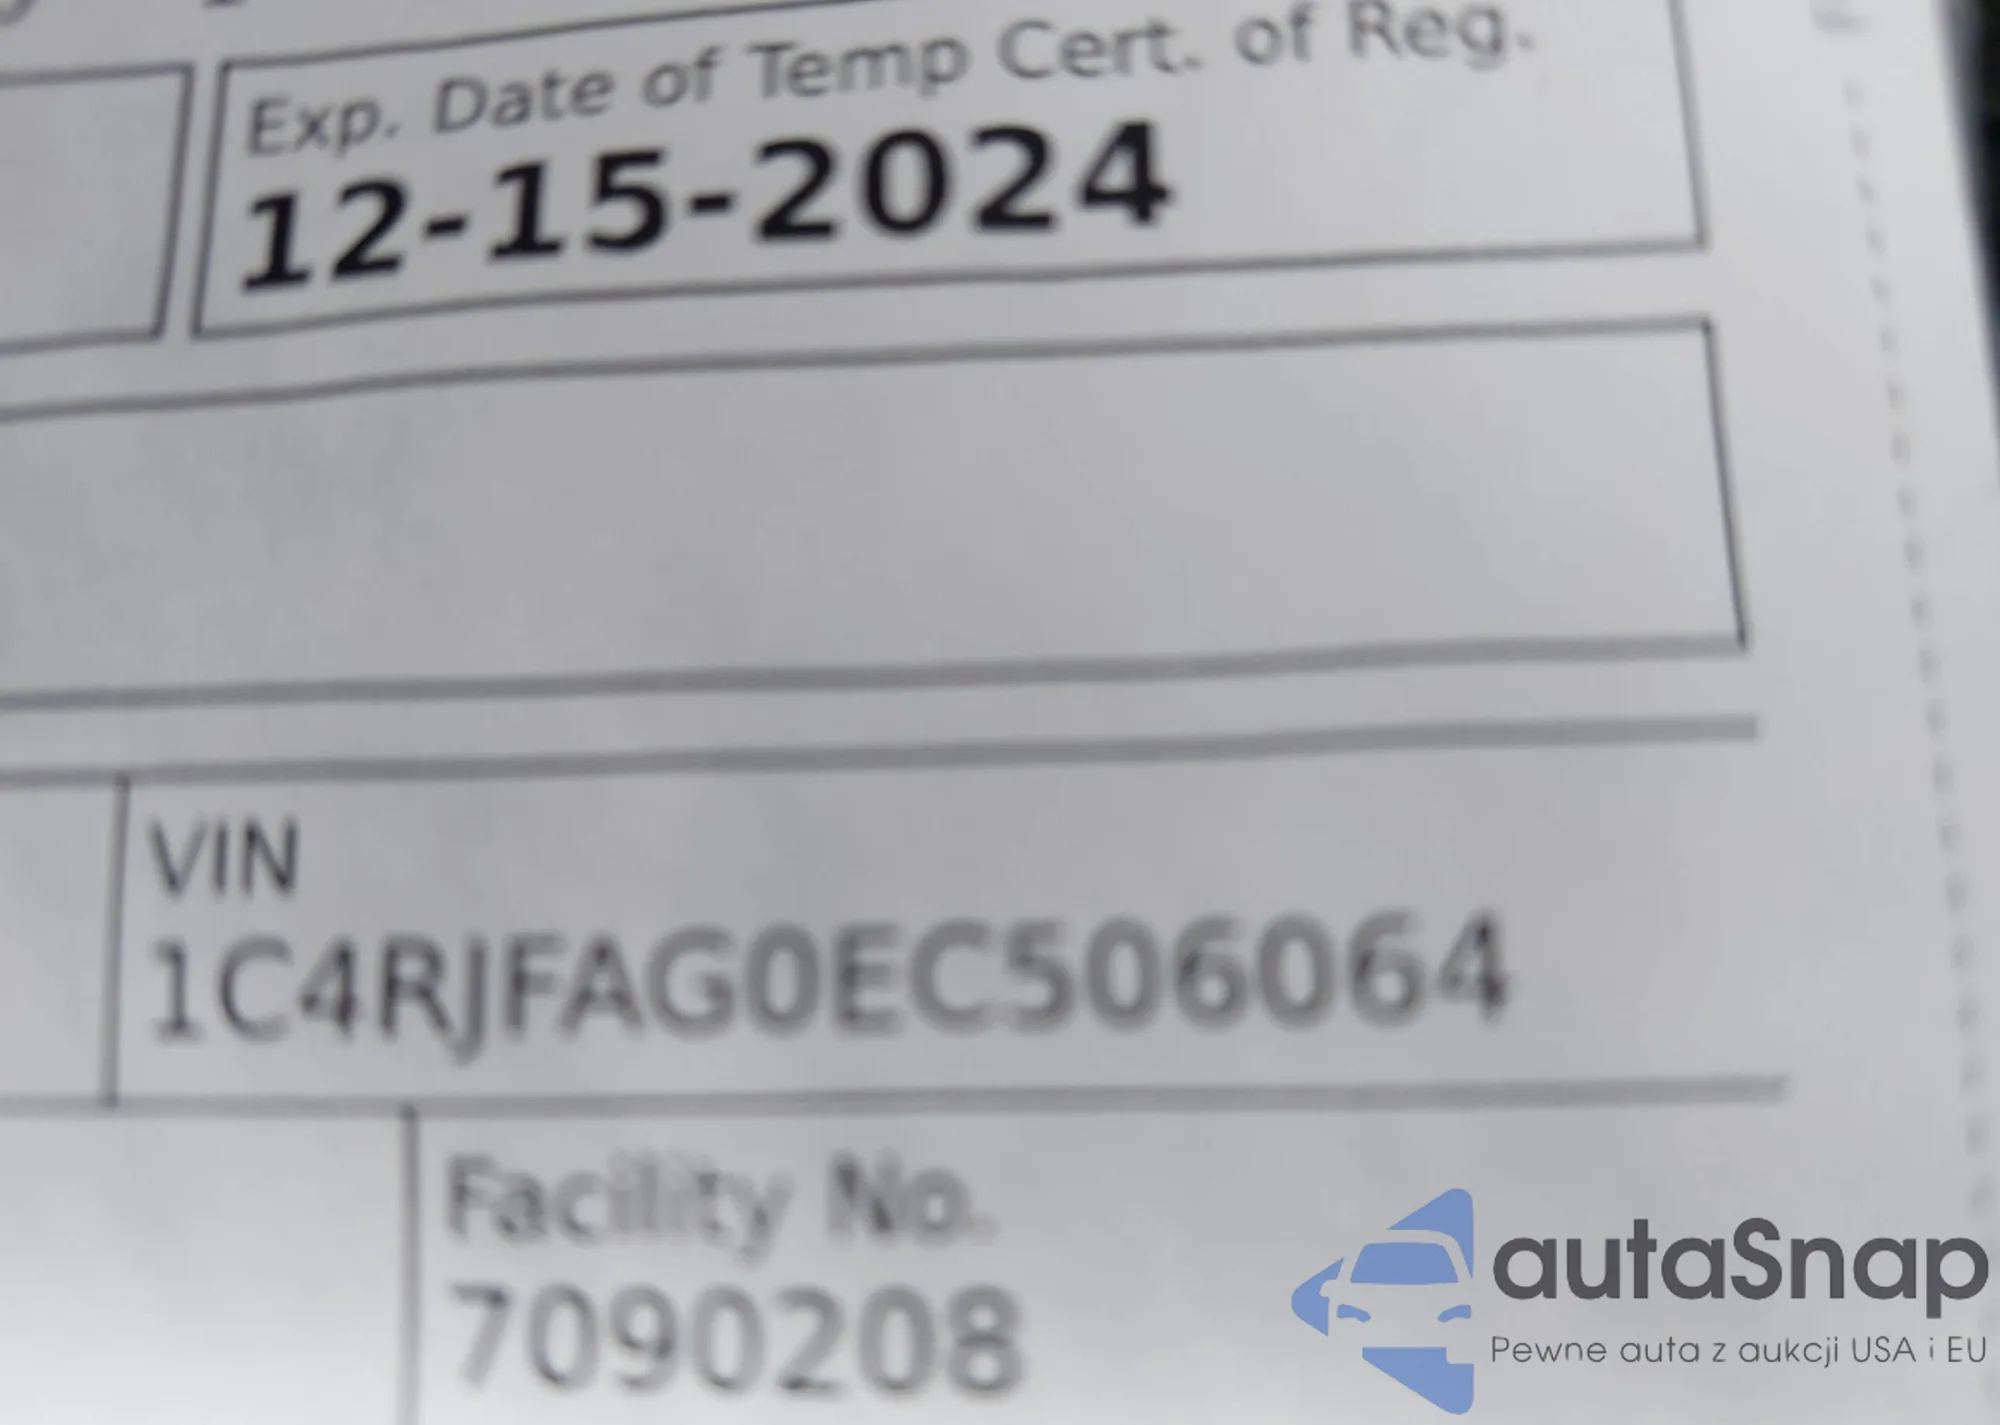 Exp. Date of Temp Cert. of Reg.
12-15-2024
VIN
1C4RJFAG0EC506064
Facility No.
7090208
autaSnap
Pewne auta z aukcji USA i EU